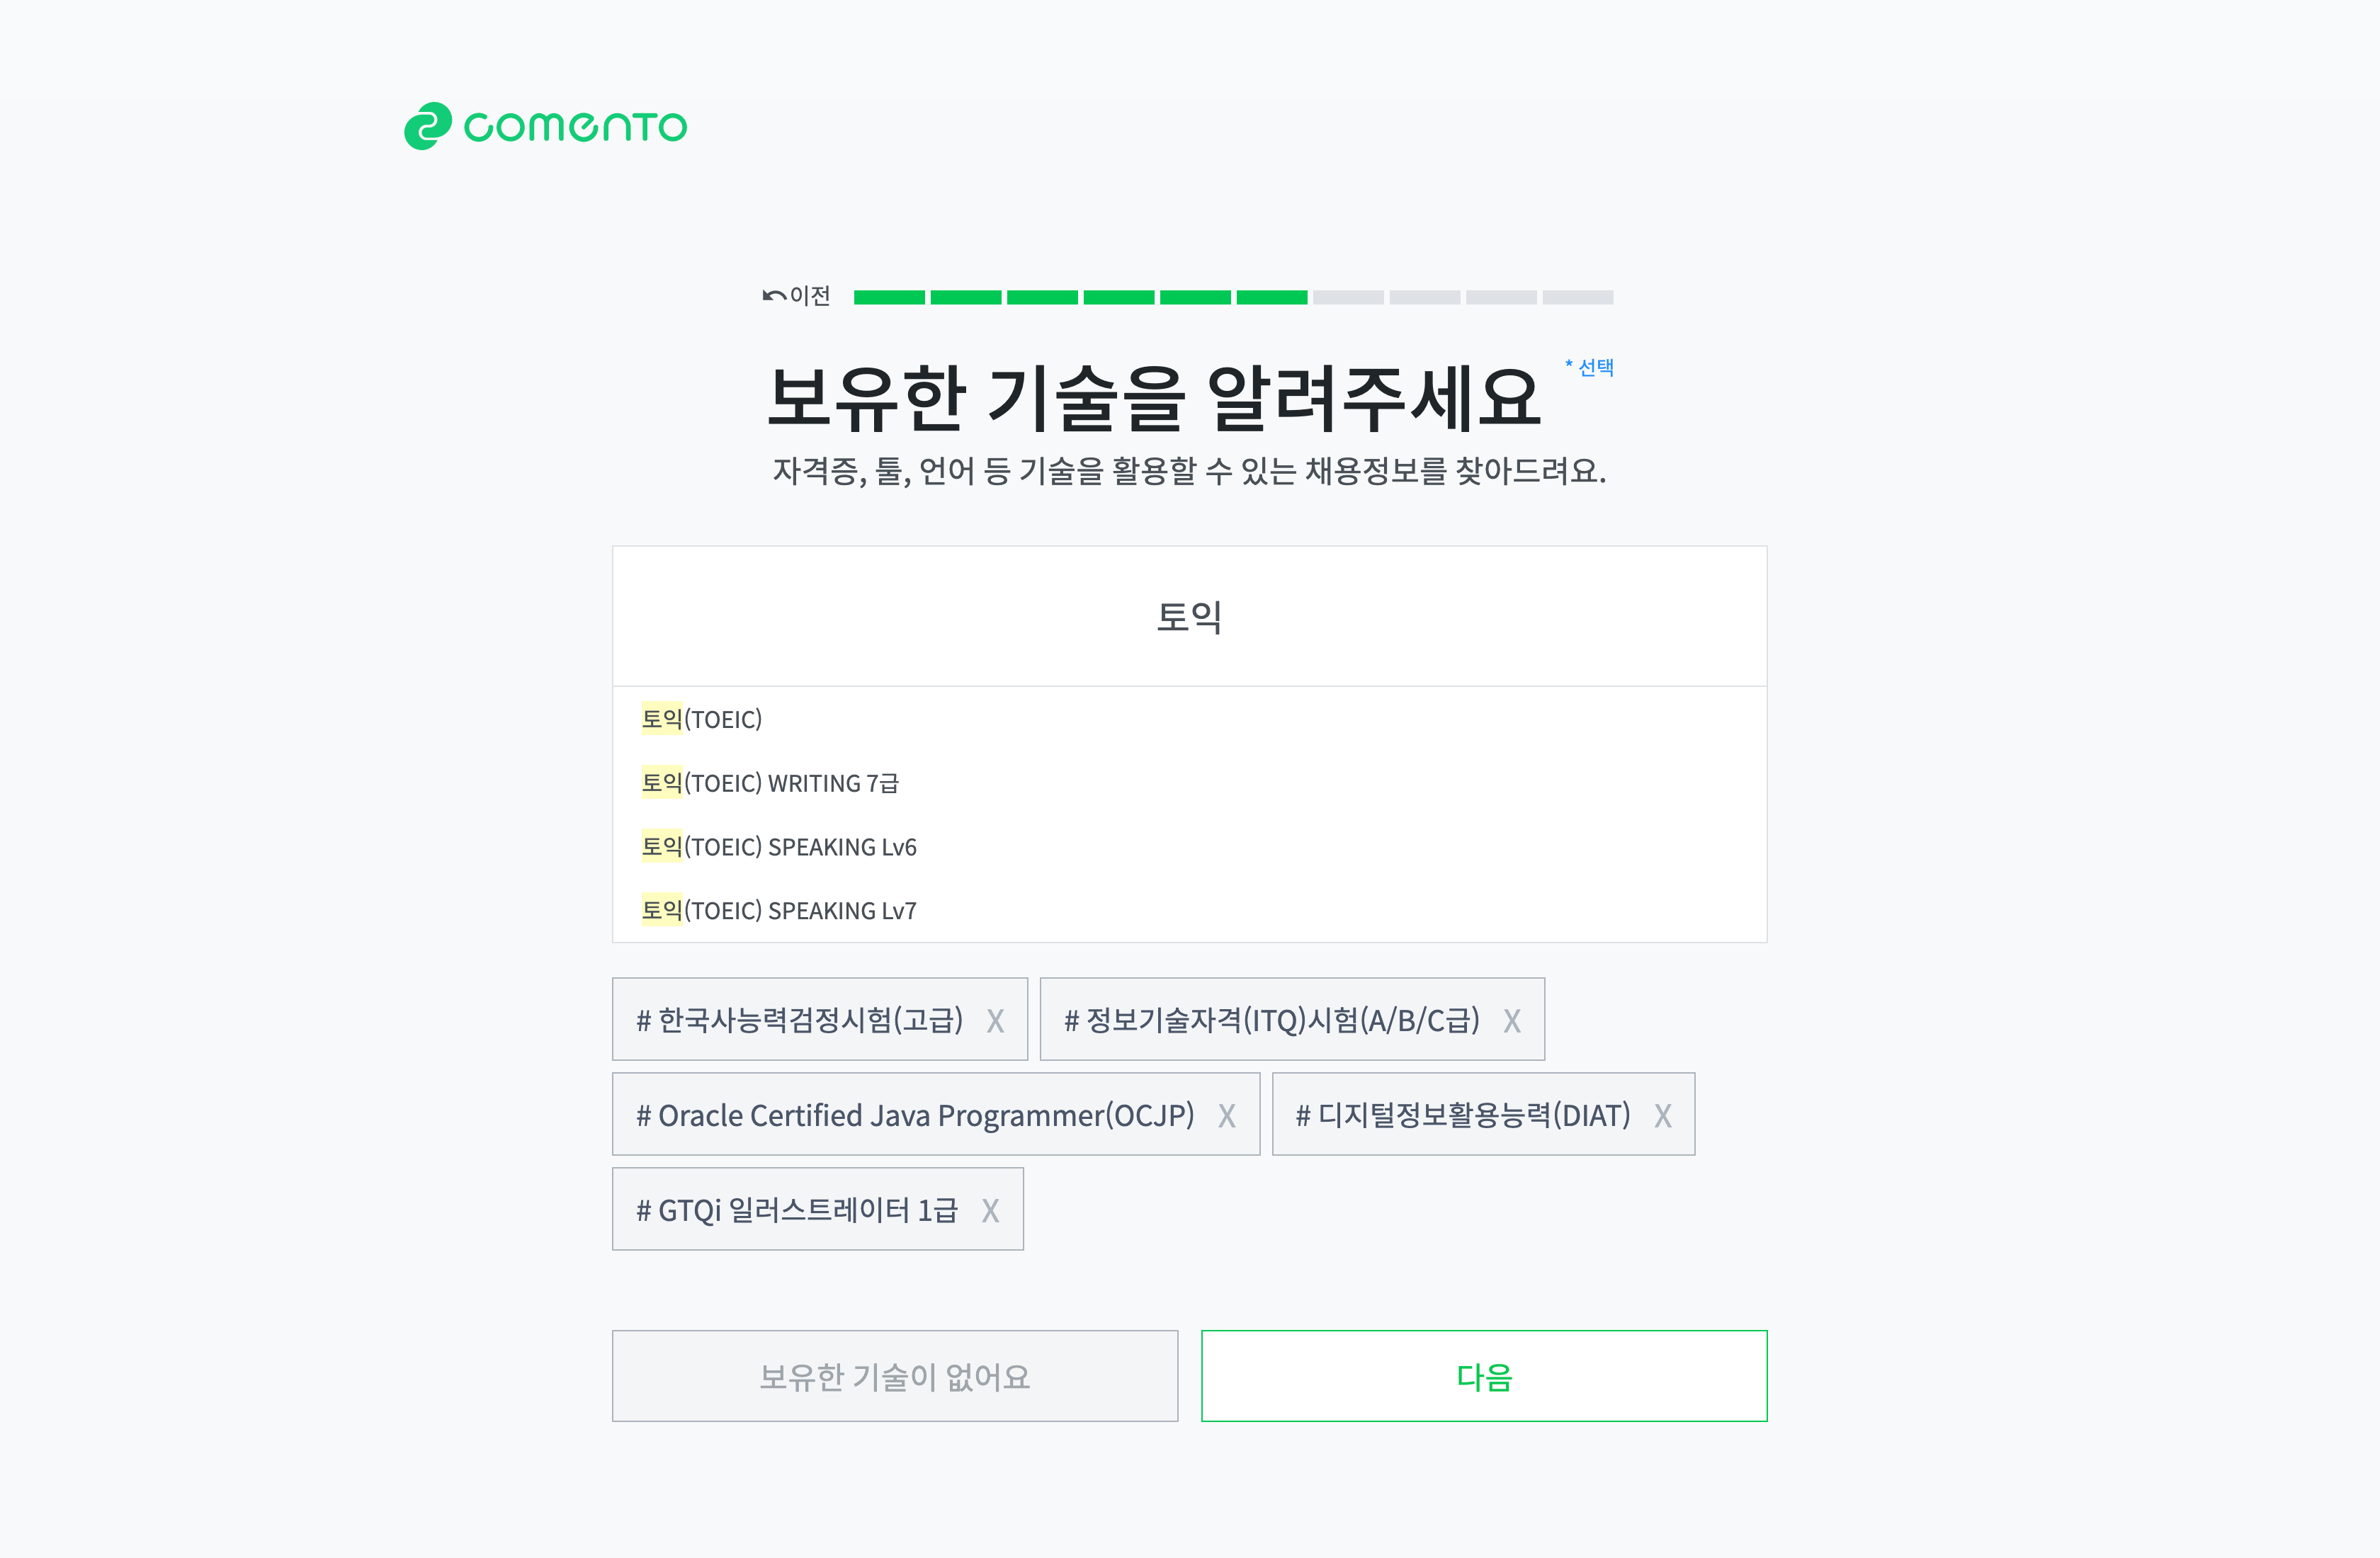 comento
이전
보유한 기술을 알려주세요 * 선택
자격증, 툴, 언어 등 기술을 활용할 수 있는 채용정보를 찾아드려요.
토익
토익(TOEIC)
토익(TOEIC) WRITING 7급
토익(TOEIC) SPEAKING Lv6
토익(TOEIC) SPEAKING Lv7
# 한국사능력검정시험(고급) X # 정보기술자격(ITQ)시험(A/B/C급) X
# Oracle Certified Java Programmer(OCJP) X # 디지털정보활용능력(DIAT) X
# GTQi 일러스트레이터 1급 X
보유한 기술이 없어요 다음